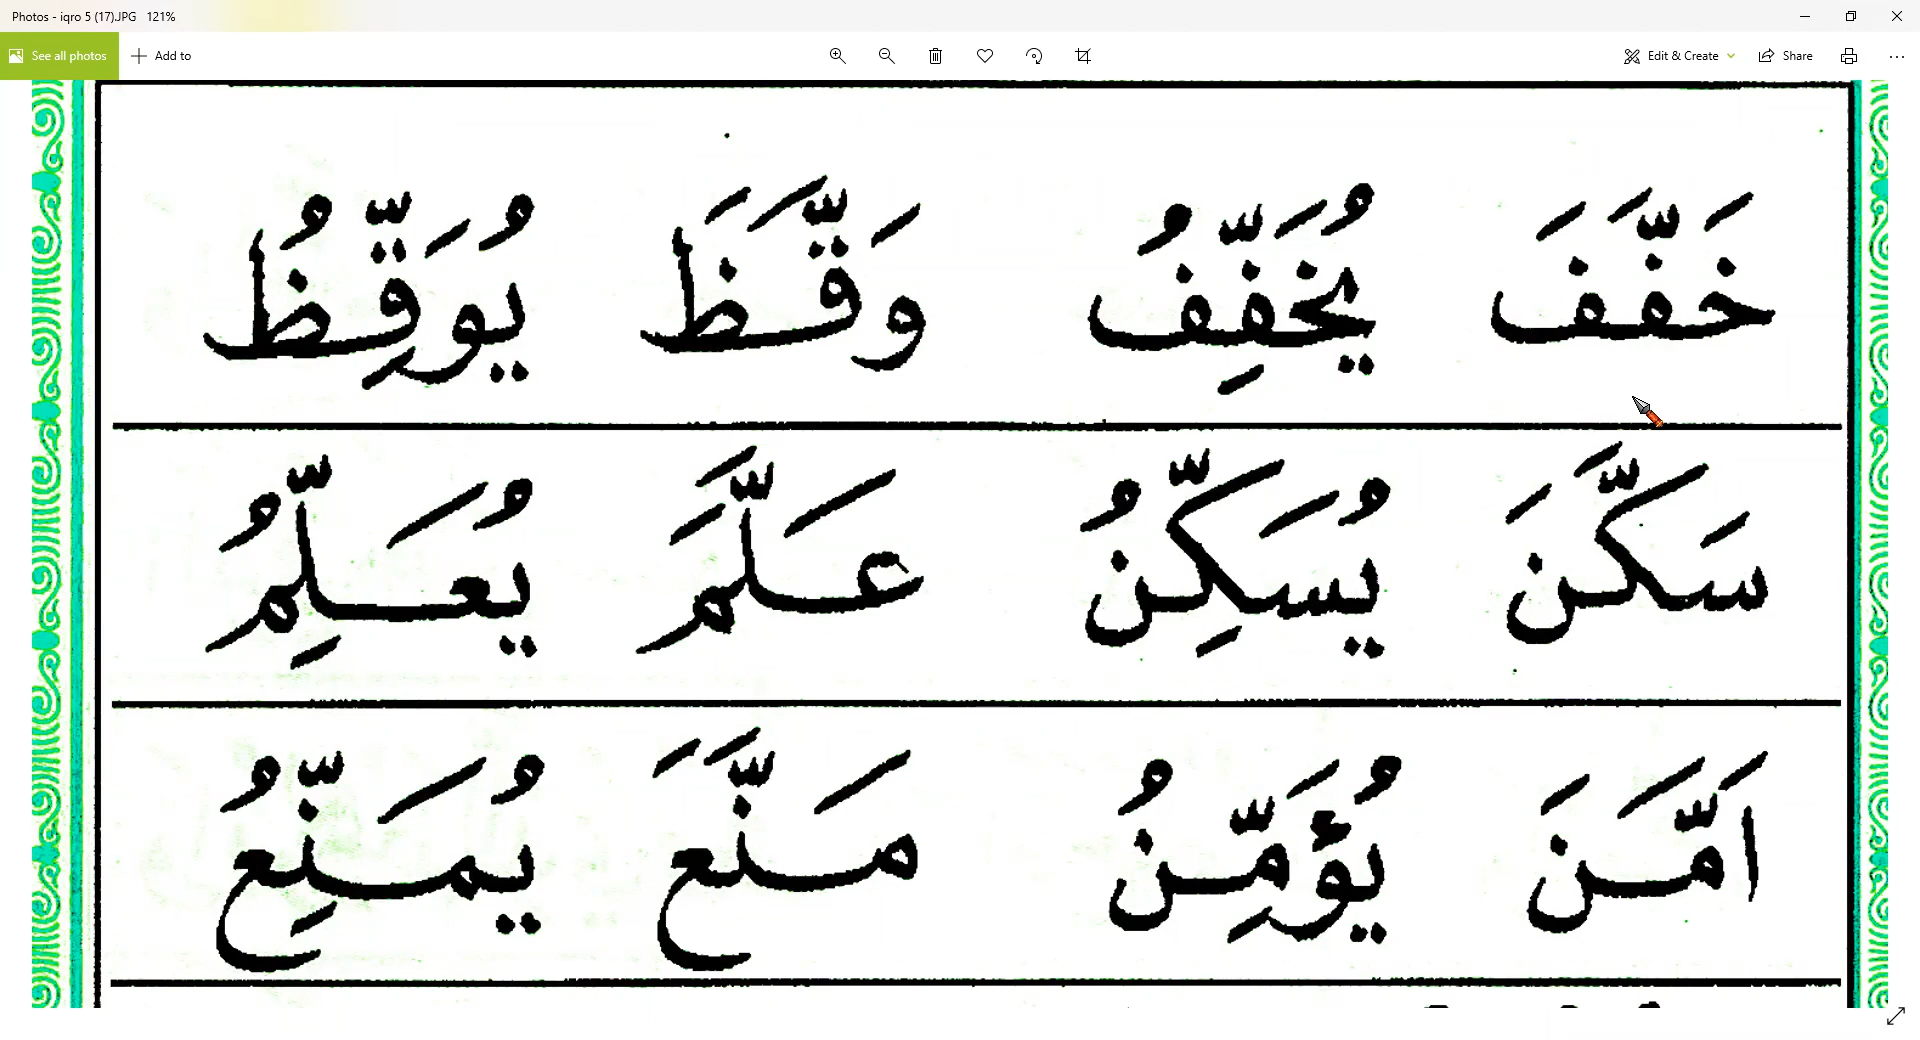 Photos - iqro 5 (17).JPG 121%
See all photos Add to Edit & Create Share
خَفَّفَ يُخَفِّفُ وَقَّظَ يُوَقِّظُ
سَكَّنَ يُسَكِّنُ عَلَّمَ يُعَلِّمُ
اَمَّنَ يُؤَمِّنُ مَنَّعَ يُمَنِّعُ